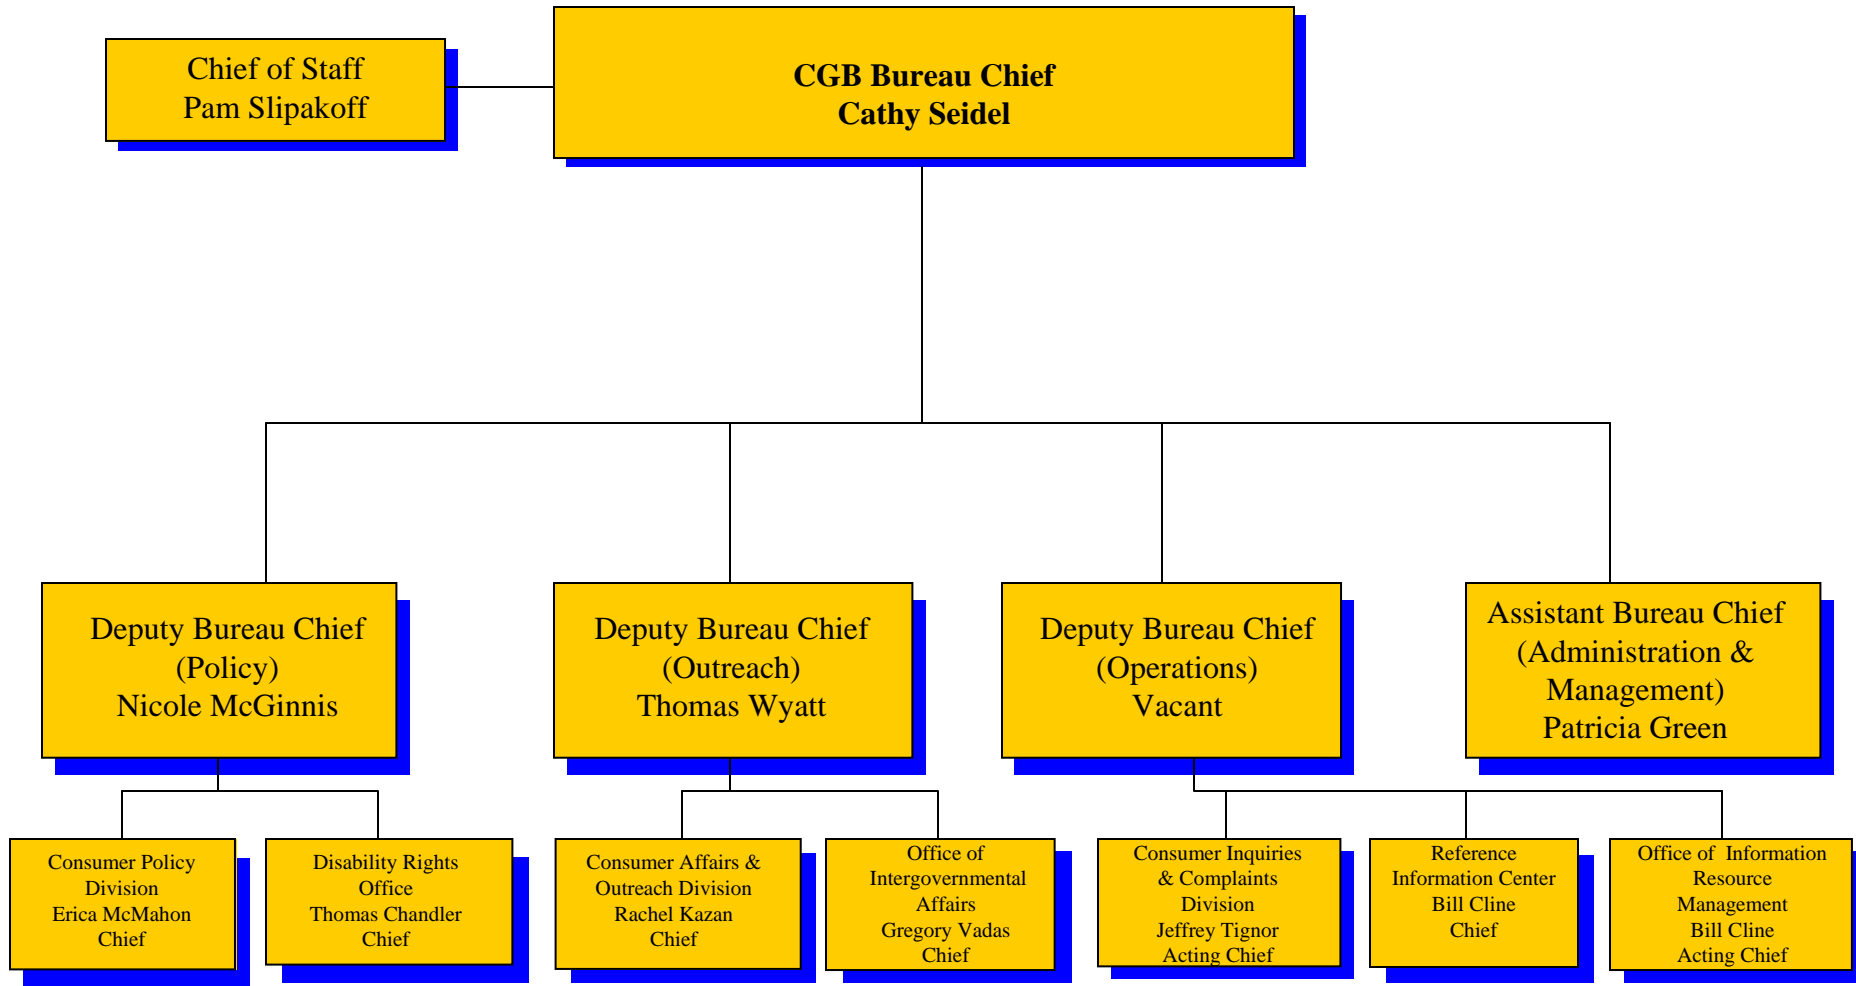 Chief of Staff
Pam Slipakoff
CGB Bureau Chief
Cathy Seidel
Deputy Bureau Chief
(Policy)
Nicole McGinnis
Deputy Bureau Chief
(Outreach)
Thomas Wyatt
Deputy Bureau Chief
(Operations)
Vacant
Assistant Bureau Chief
(Administration &
Management)
Patricia Green
Consumer Policy
Division
Erica McMahon
Chief
Disability Rights
Office
Thomas Chandler
Chief
Consumer Affairs &
Outreach Division
Rachel Kazan
Chief
Office of
Intergovernmental
Affairs
Gregory Vadas
Chief
Consumer Inquiries
& Complaints
Division
Jeffrey Tignor
Acting Chief
Reference
Information Center
Bill Cline
Chief
Office of Information
Resource
Management
Bill Cline
Acting Chief